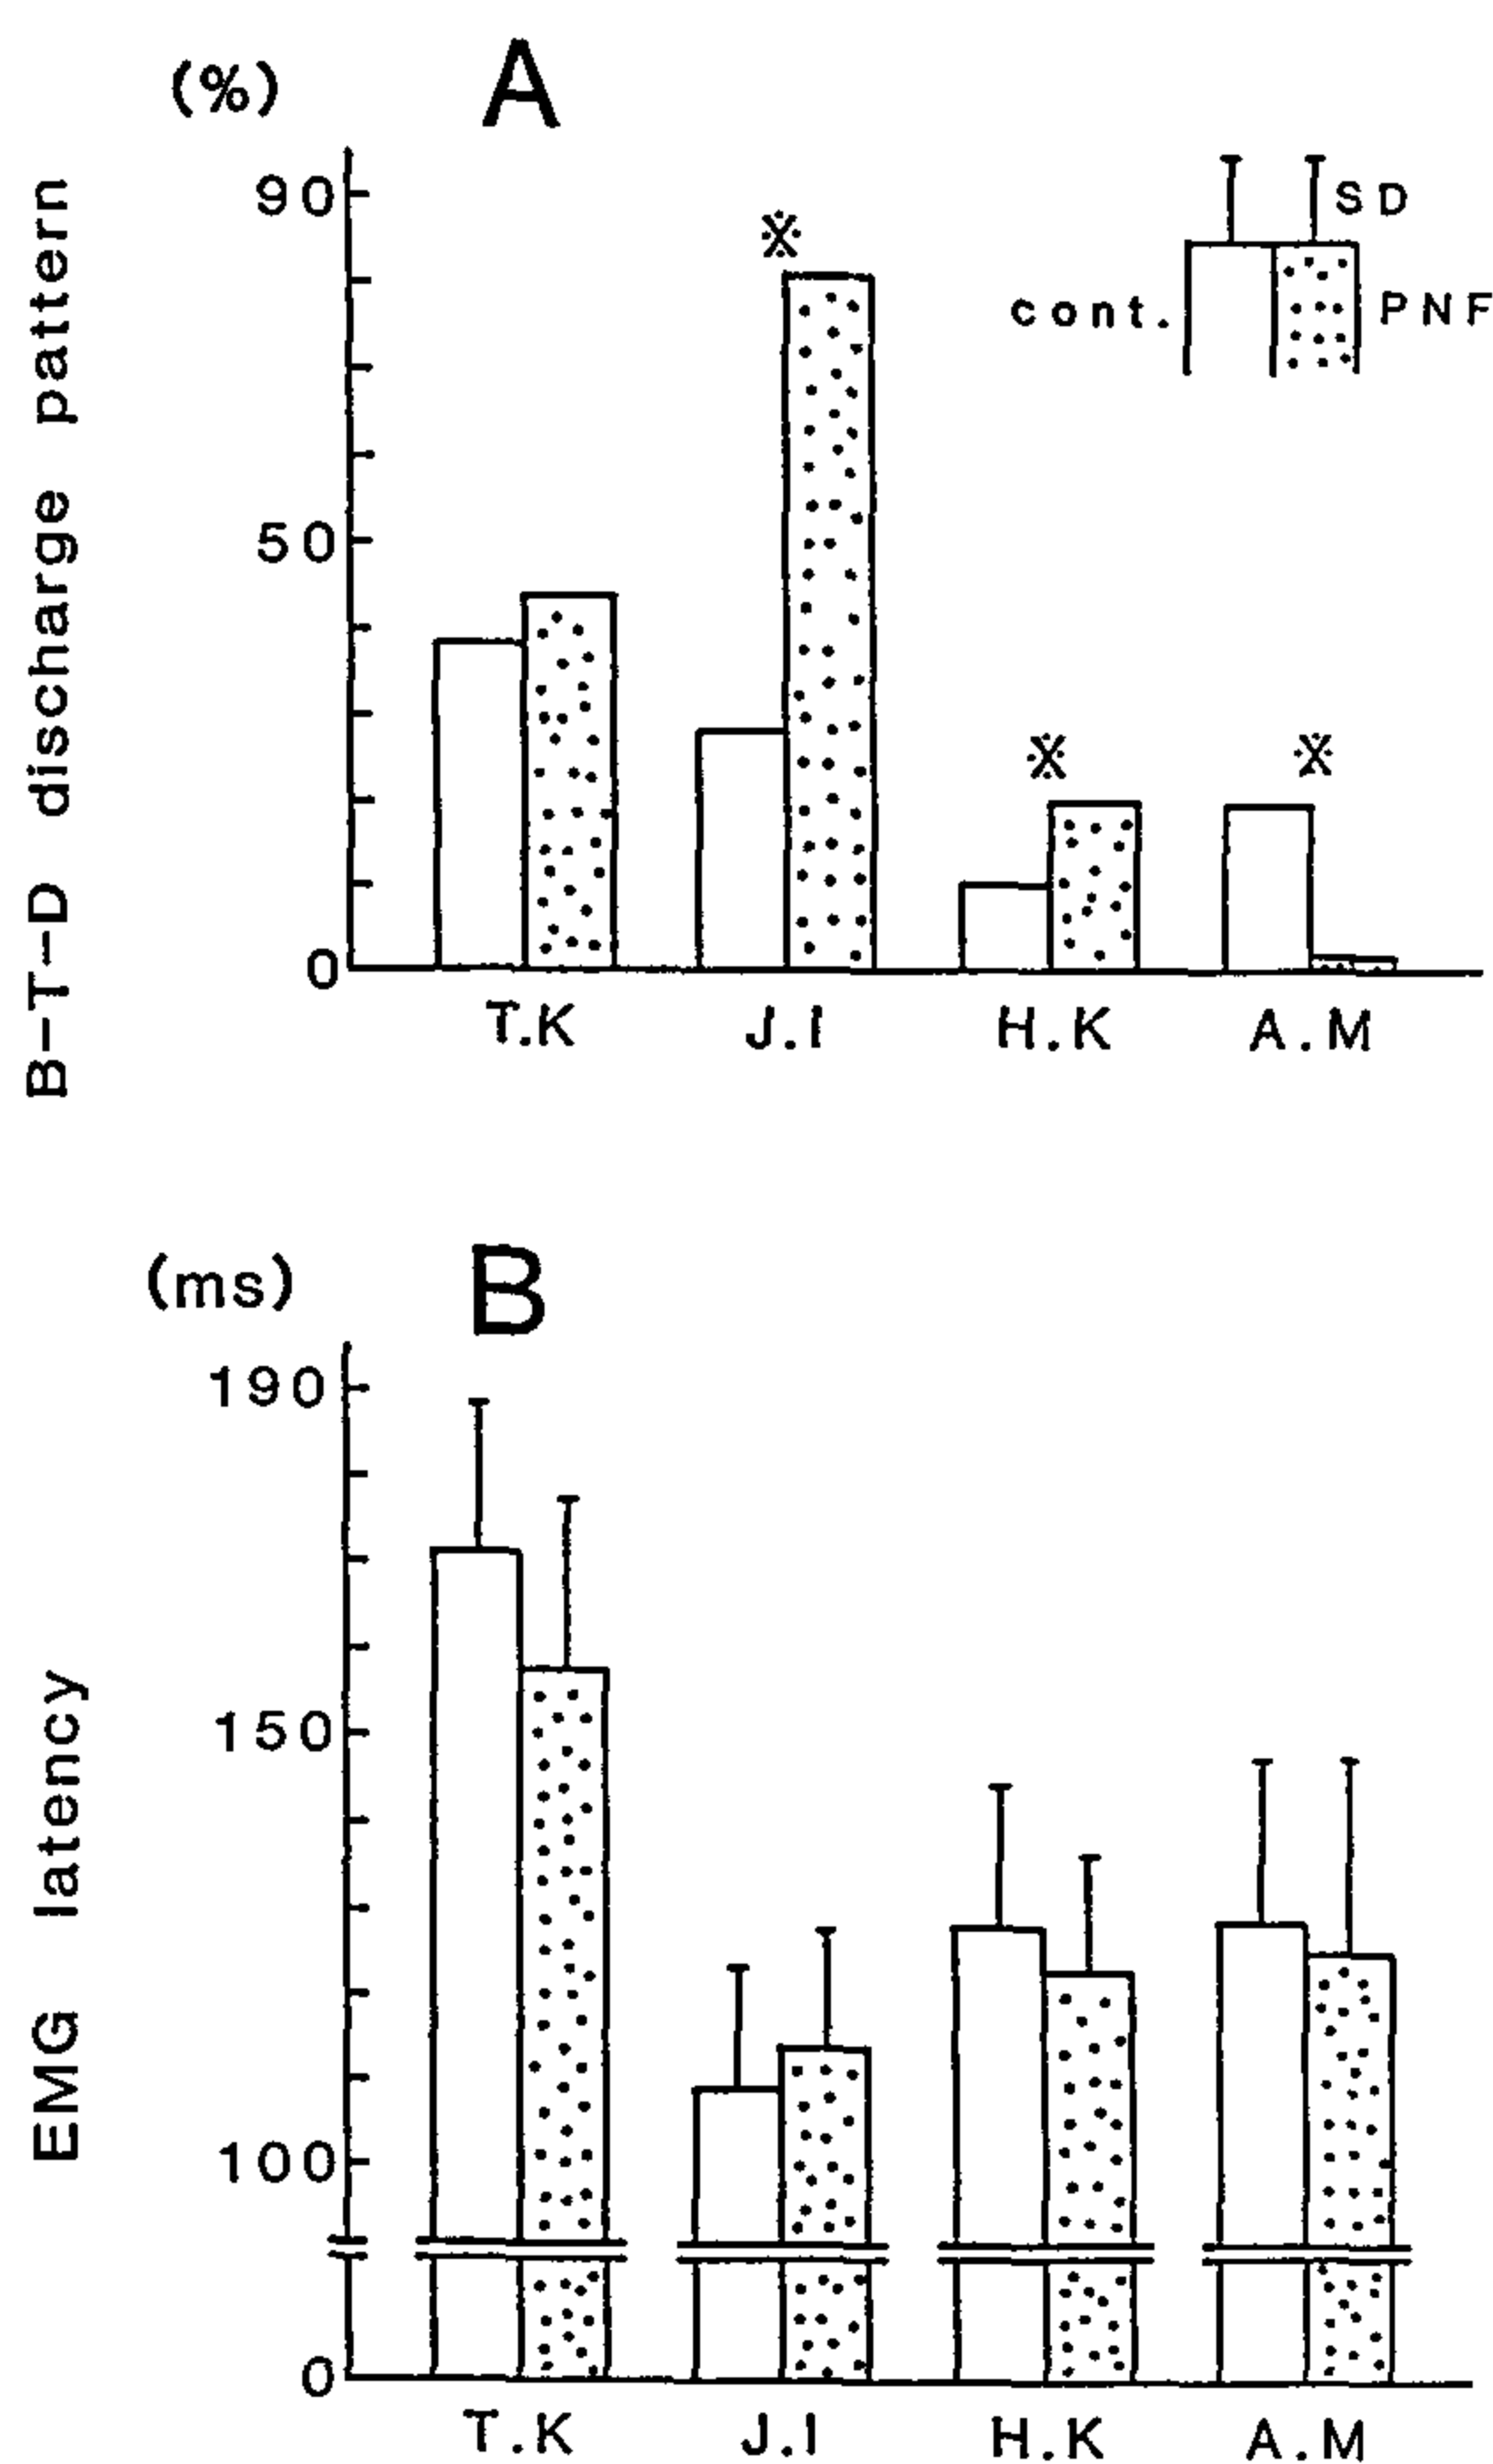 (%)
A
90
50
0
B-T-D discharge pattern
※
※
※
SD
cont.
PNF
T.K
J.I
H.K
A.M
(ms)
B
190
150
100
0
EMG latency
T.K
J.I
H.K
A.M